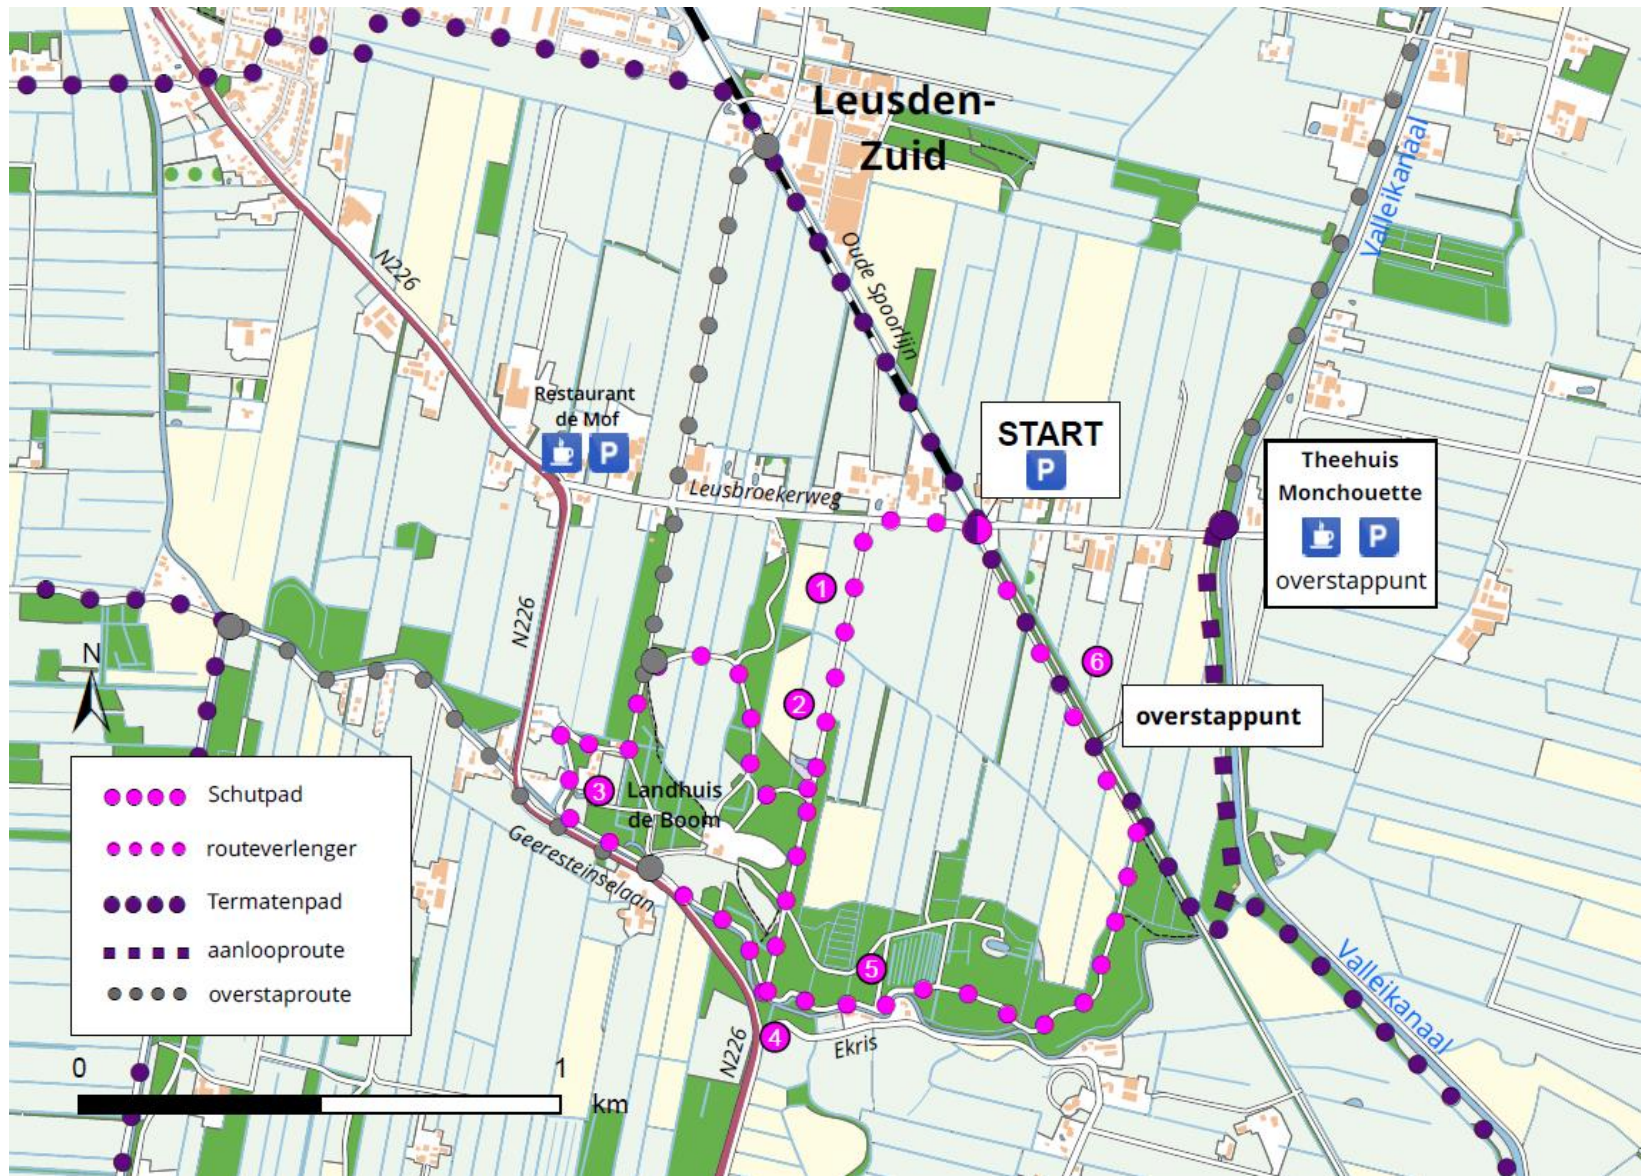 Leusden-
Zuid
Valleikanaal
Oude Spoorlijn
N226
Restaurant
de Mof
P
START
P
Theehuis
Monchouette
P
overstappunt
Leusbroekerweg
1
N226
6
2
overstappunt
N
3
Landhuis
de Boom
Geeresteinselaan
Schutpad
routeverlenger
Termatenpad
aanlooproute
overstaproute
5
Valleikanaal
4
Ekris
N226
0
1
km